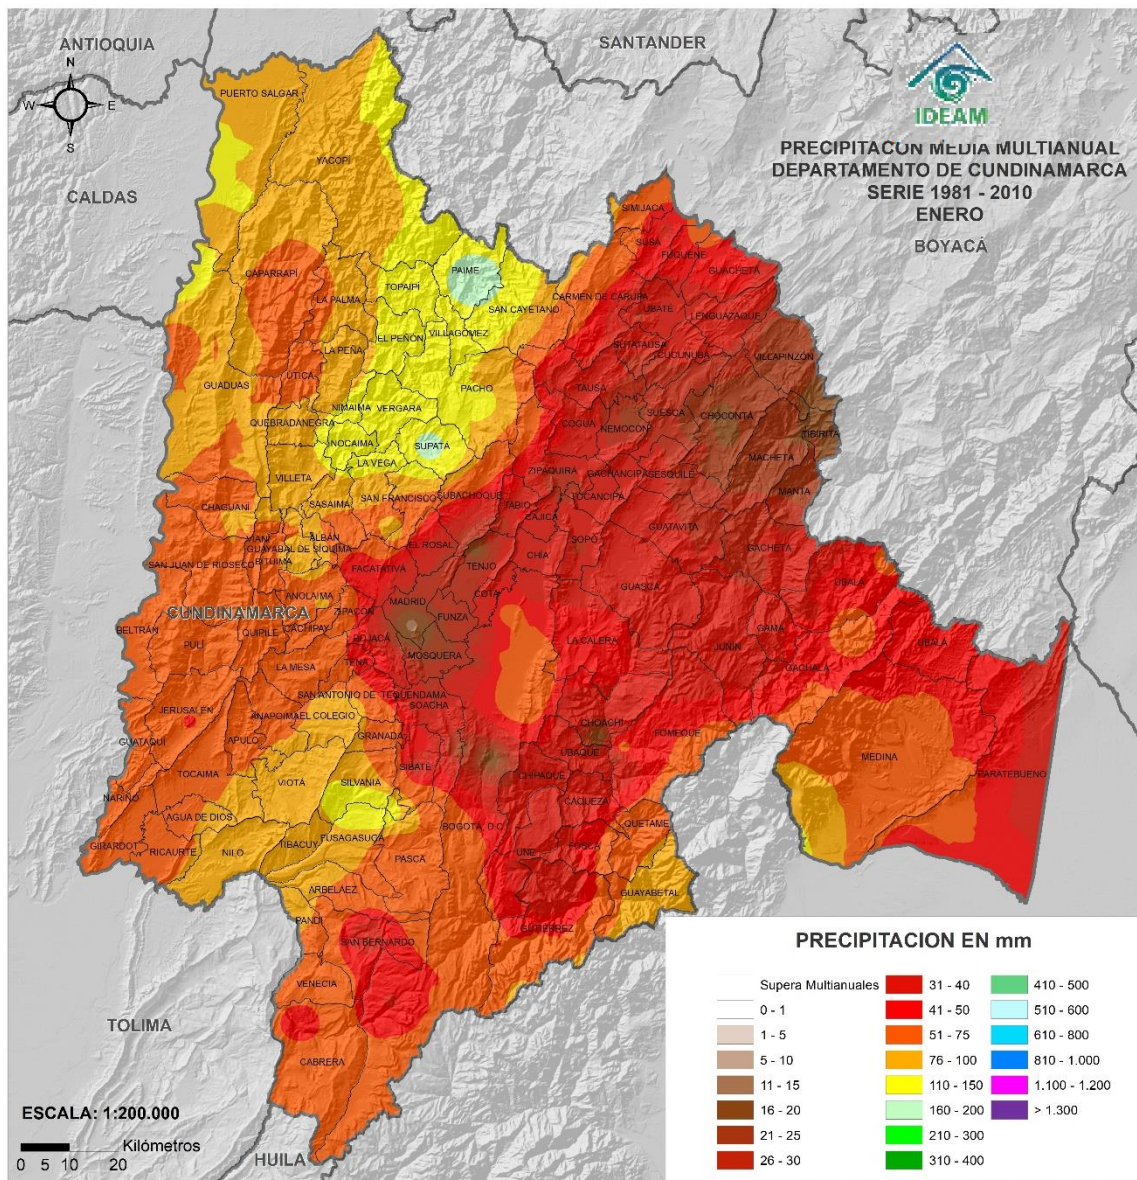 ANTIOQUIA
SANTANDER
N
W E
S
IDEAM
PRECIPITACON MEDIA MULTIANUAL
DEPARTAMENTO DE CUNDINAMARCA
SERIE 1981 - 2010
ENERO
BOYACÁ
CALDAS
PUERTO SALGAR
YACOPÍ
SIMIJACA
SUSA
FÚQUENE
GUACHETÁ
PAIME
CAPARRAPÍ
TOPAIPÍ
LA PALMA
SAN CAYETANO
CARMEN DE CARUPA
UBATÉ
LENGUAZAQUE
EL PEÑÓN
VILLAGÓMEZ
SUTATAUSA
CUCUNUBÁ
VILLAPINZÓN
LA PEÑA
ÚTICA
GUADUAS
PACHO
TAUSA
NIMAIMA
VERGARA
SUESCA
CHOCONTÁ
QUEBRADANEGRA
COGUA
NEMOCÓN
TIBIRITA
NOCAIMA
SUPATÁ
LA VEGA
MACHETA
ZIPAQUIRÁ
GACHANCIPÁ
SESQUILÉ
VILLETA
MANTA
SASAIMA
SAN FRANCISCO
SUBACHOQUE
TABIO
TOCANCIPÁ
CHAGUANÍ
CAJICÁ
GUATAVITA
VIANÍ
ALBÁN
EL ROSAL
SOPÓ
GUAYABAL DE SÍQUIMA
BITUIMA
CHÍA
GACHETÁ
SAN JUAN DE RIOSECO
FACATATIVÁ
TENJO
UBALÁ
GUASCA
ANOLAIMA
COTA
MADRID
CUNDINAMARCA
ZIPACÓN
FUNZA
BELTRÁN
CACHIPAY
QUIPILE
PULÍ
BOJACÁ
LA CALERA
GAMA
JUNÍN
UBALÁ
MOSQUERA
LA MESA
TENA
GACHALÁ
SAN ANTONIO DE TEQUENDAMA
SOACHA
JERUSALÉN
ANAPOIMA
EL COLEGIO
CHOACHÍ
GRANADA
FÓMEQUE
GUATAQUÍ
APULO
UBAQUE
MEDINA
TOCAIMA
SIBATÉ
CHIPAQUE
PARATEBUENO
VIOTÁ
SILVANIA
NARIÑO
CÁQUEZA
AGUA DE DIOS
QUETAME
BOGOTÁ, D.C.
FUSAGASUGÁ
TIBACUY
GIRARDOT
RICAURTE
NILO
UNE
FOSCA
PASCA
ARBELÁEZ
GUAYABETAL
PANDI
GUTIÉRREZ
SAN BERNARDO
VENECIA
TOLIMA
CABRERA
HUILA
ESCALA: 1:200.000
Kilómetros
0 5 10 20
PRECIPITACION EN mm
Supera Multianuales
0 - 1
1 - 5
5 - 10
11 - 15
16 - 20
21 - 25
26 - 30
31 - 40
41 - 50
51 - 75
76 - 100
110 - 150
160 - 200
210 - 300
310 - 400
410 - 500
510 - 600
610 - 800
810 - 1.000
1.100 - 1.200
> 1.300